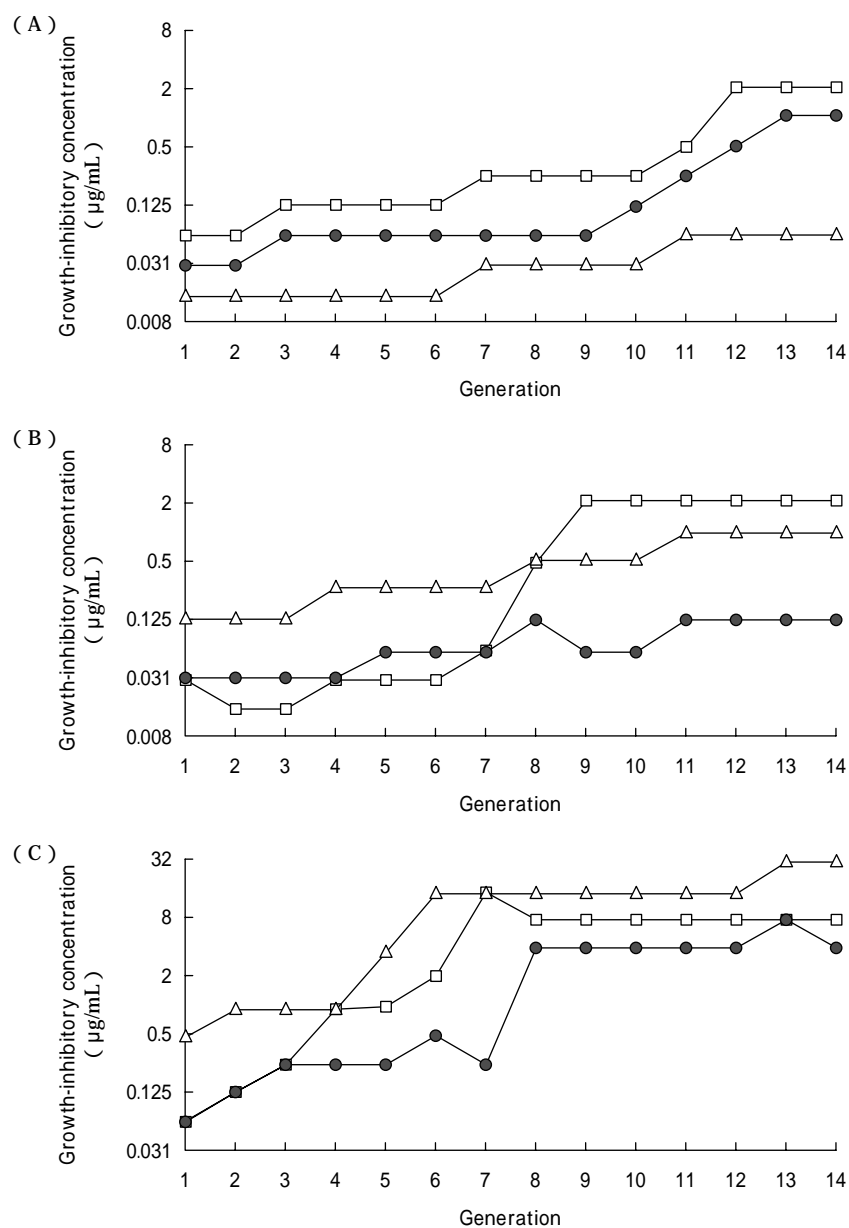 (A)
Growth-inhibitory concentration
(µg/mL)
8
2
0.5
0.125
0.031
0.008
1 2 3 4 5 6 7 8 9 10 11 12 13 14
Generation
(B)
Growth-inhibitory concentration
(µg/mL)
8
2
0.5
0.125
0.031
0.008
1 2 3 4 5 6 7 8 9 10 11 12 13 14
Generation
(C)
Growth-inhibitory concentration
(µg/mL)
32
8
2
0.5
0.125
0.031
1 2 3 4 5 6 7 8 9 10 11 12 13 14
Generation